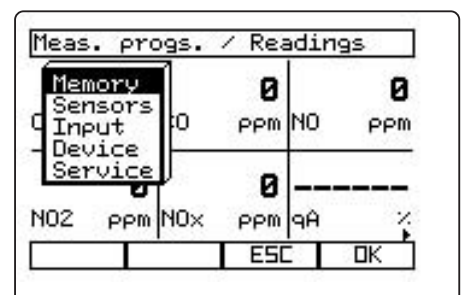 Meas. progs. / Readings
Memory
Sensors
Input
Device
Service
0 0
ppm NO ppm
0 0 ------
NO2 ppm NOx ppm qA %
ESC OK